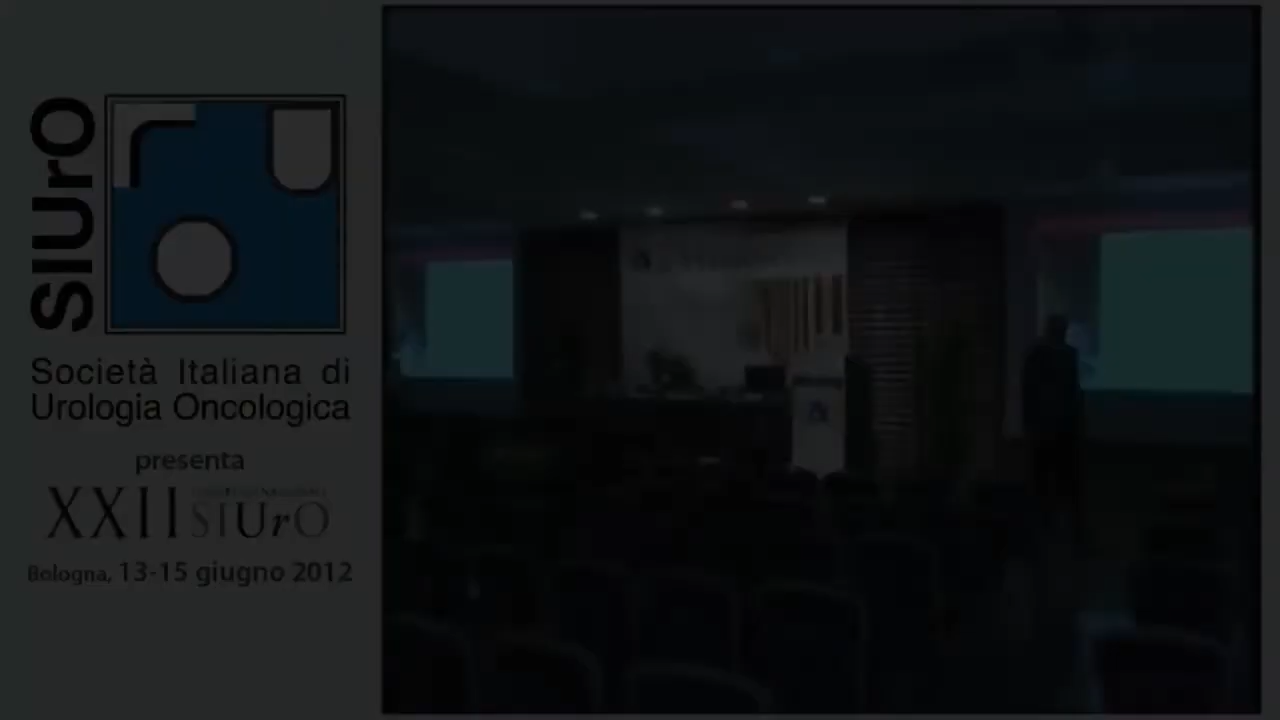 SIUrO
Società Italiana di
Urologia Oncologica
presenta
XXII SIUrO
Bologna, 13-15 giugno 2012